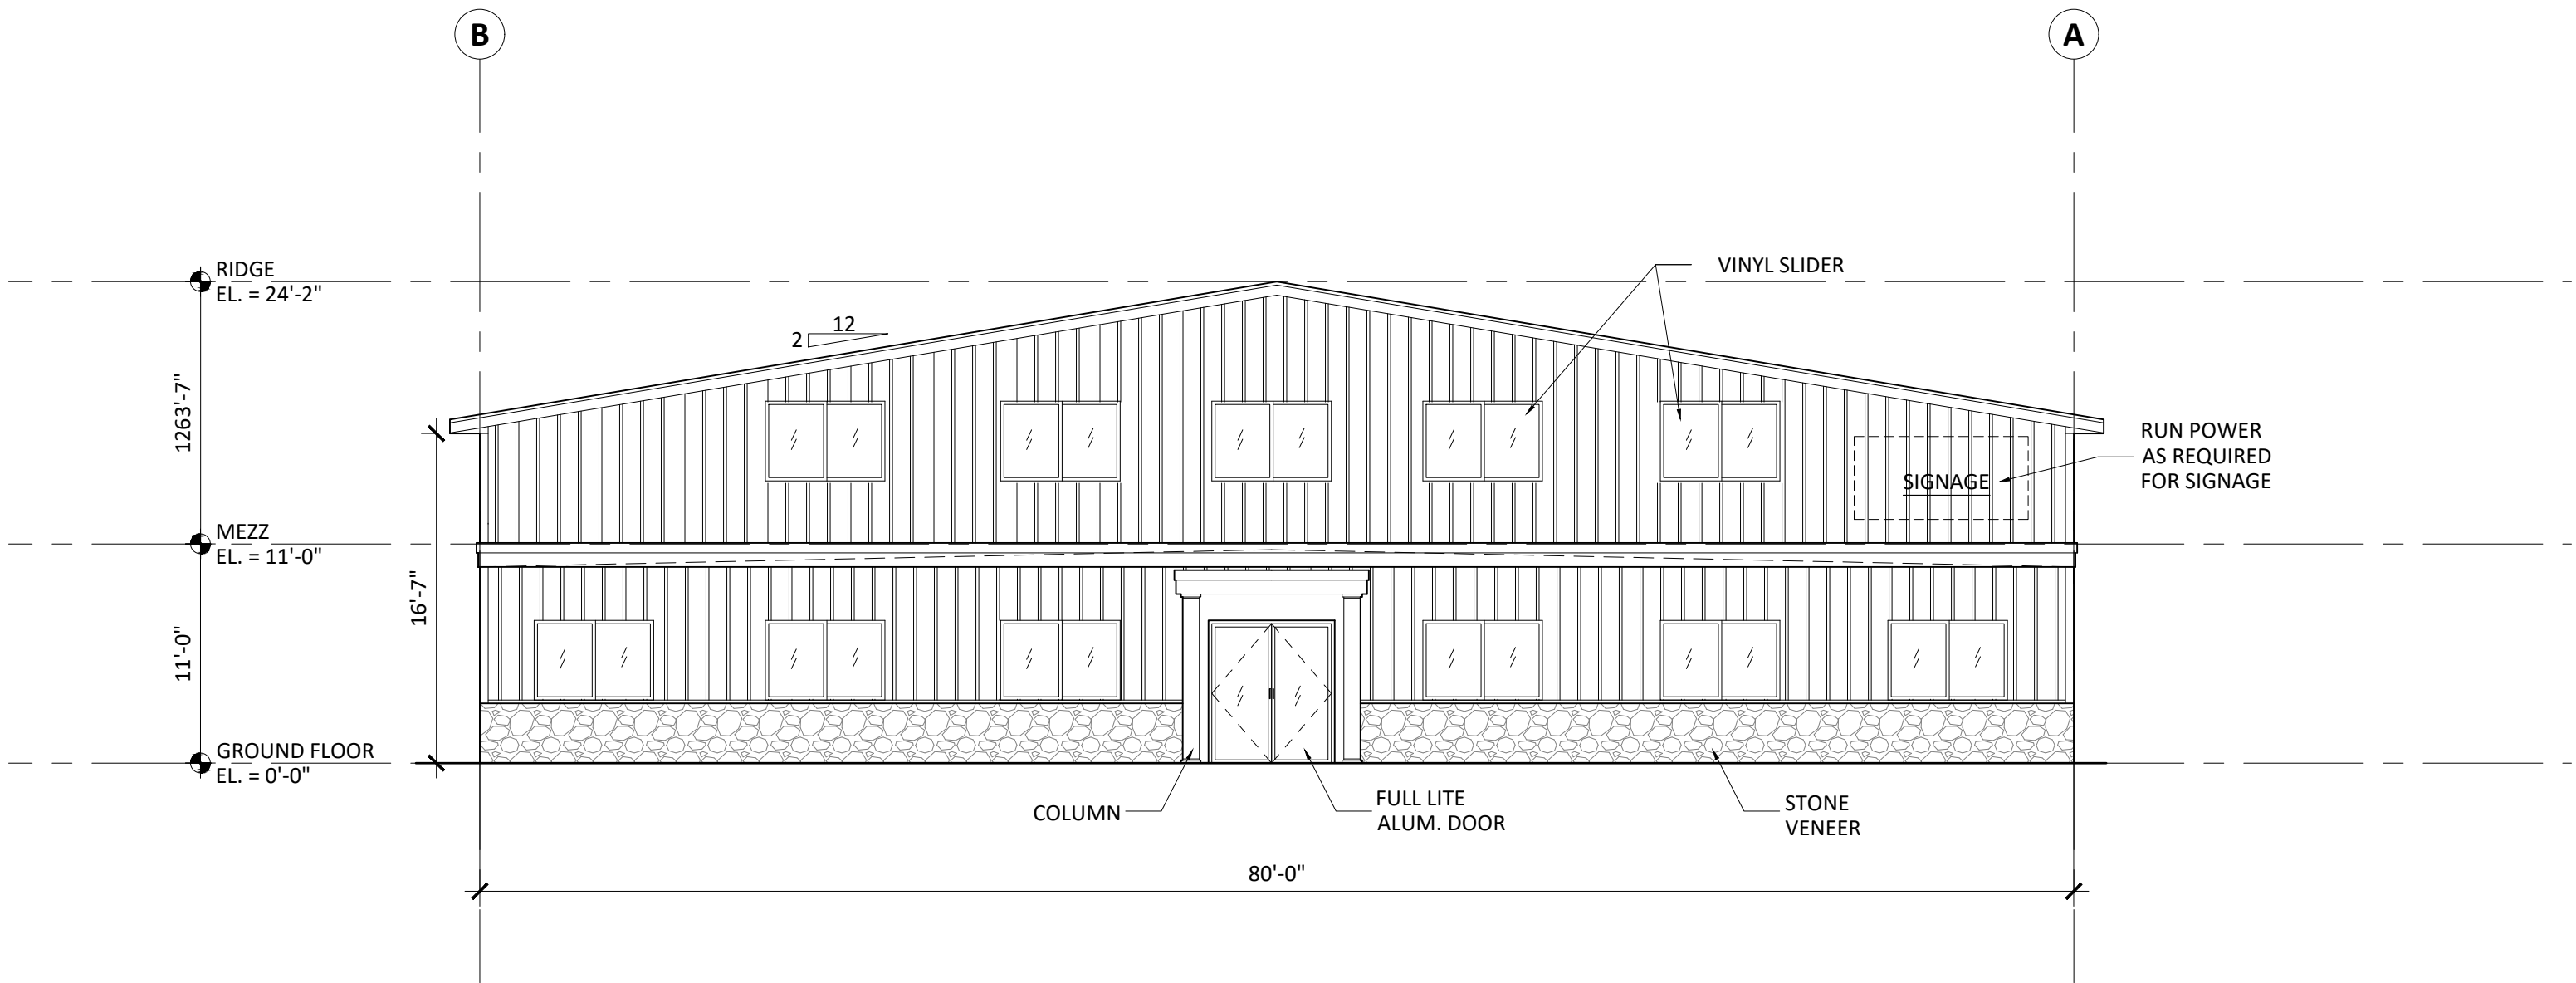 B
A
RIDGE
EL. = 24'-2"
VINYL SLIDER
12
2
1263'-7"
RUN POWER
AS REQUIRED
FOR SIGNAGE
SIGNAGE
MEZZ
EL. = 11'-0"
16'-7"
11'-0"
GROUND FLOOR
EL. = 0'-0"
COLUMN
FULL LITE
ALUM. DOOR
STONE
VENEER
80'-0"